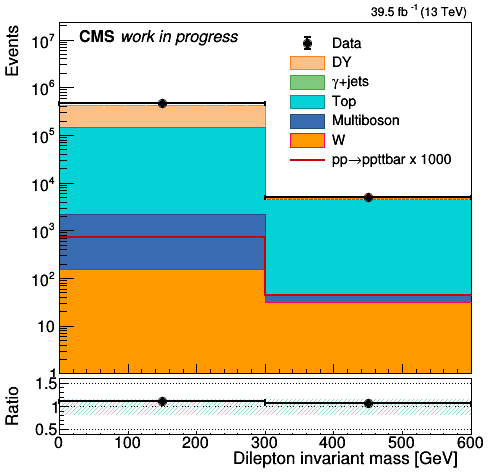 39.5 fb⁻¹ (13 TeV)
CMS work in progress
Events
10⁷
10⁶
10⁵
10⁴
10³
10²
10
1
Data
DY
γ+jets
Top
Multiboson
W
pp→ppttbar x 1000
Ratio
1.5
1
0.5
0 100 200 300 400 500 600
Dilepton invariant mass [GeV]